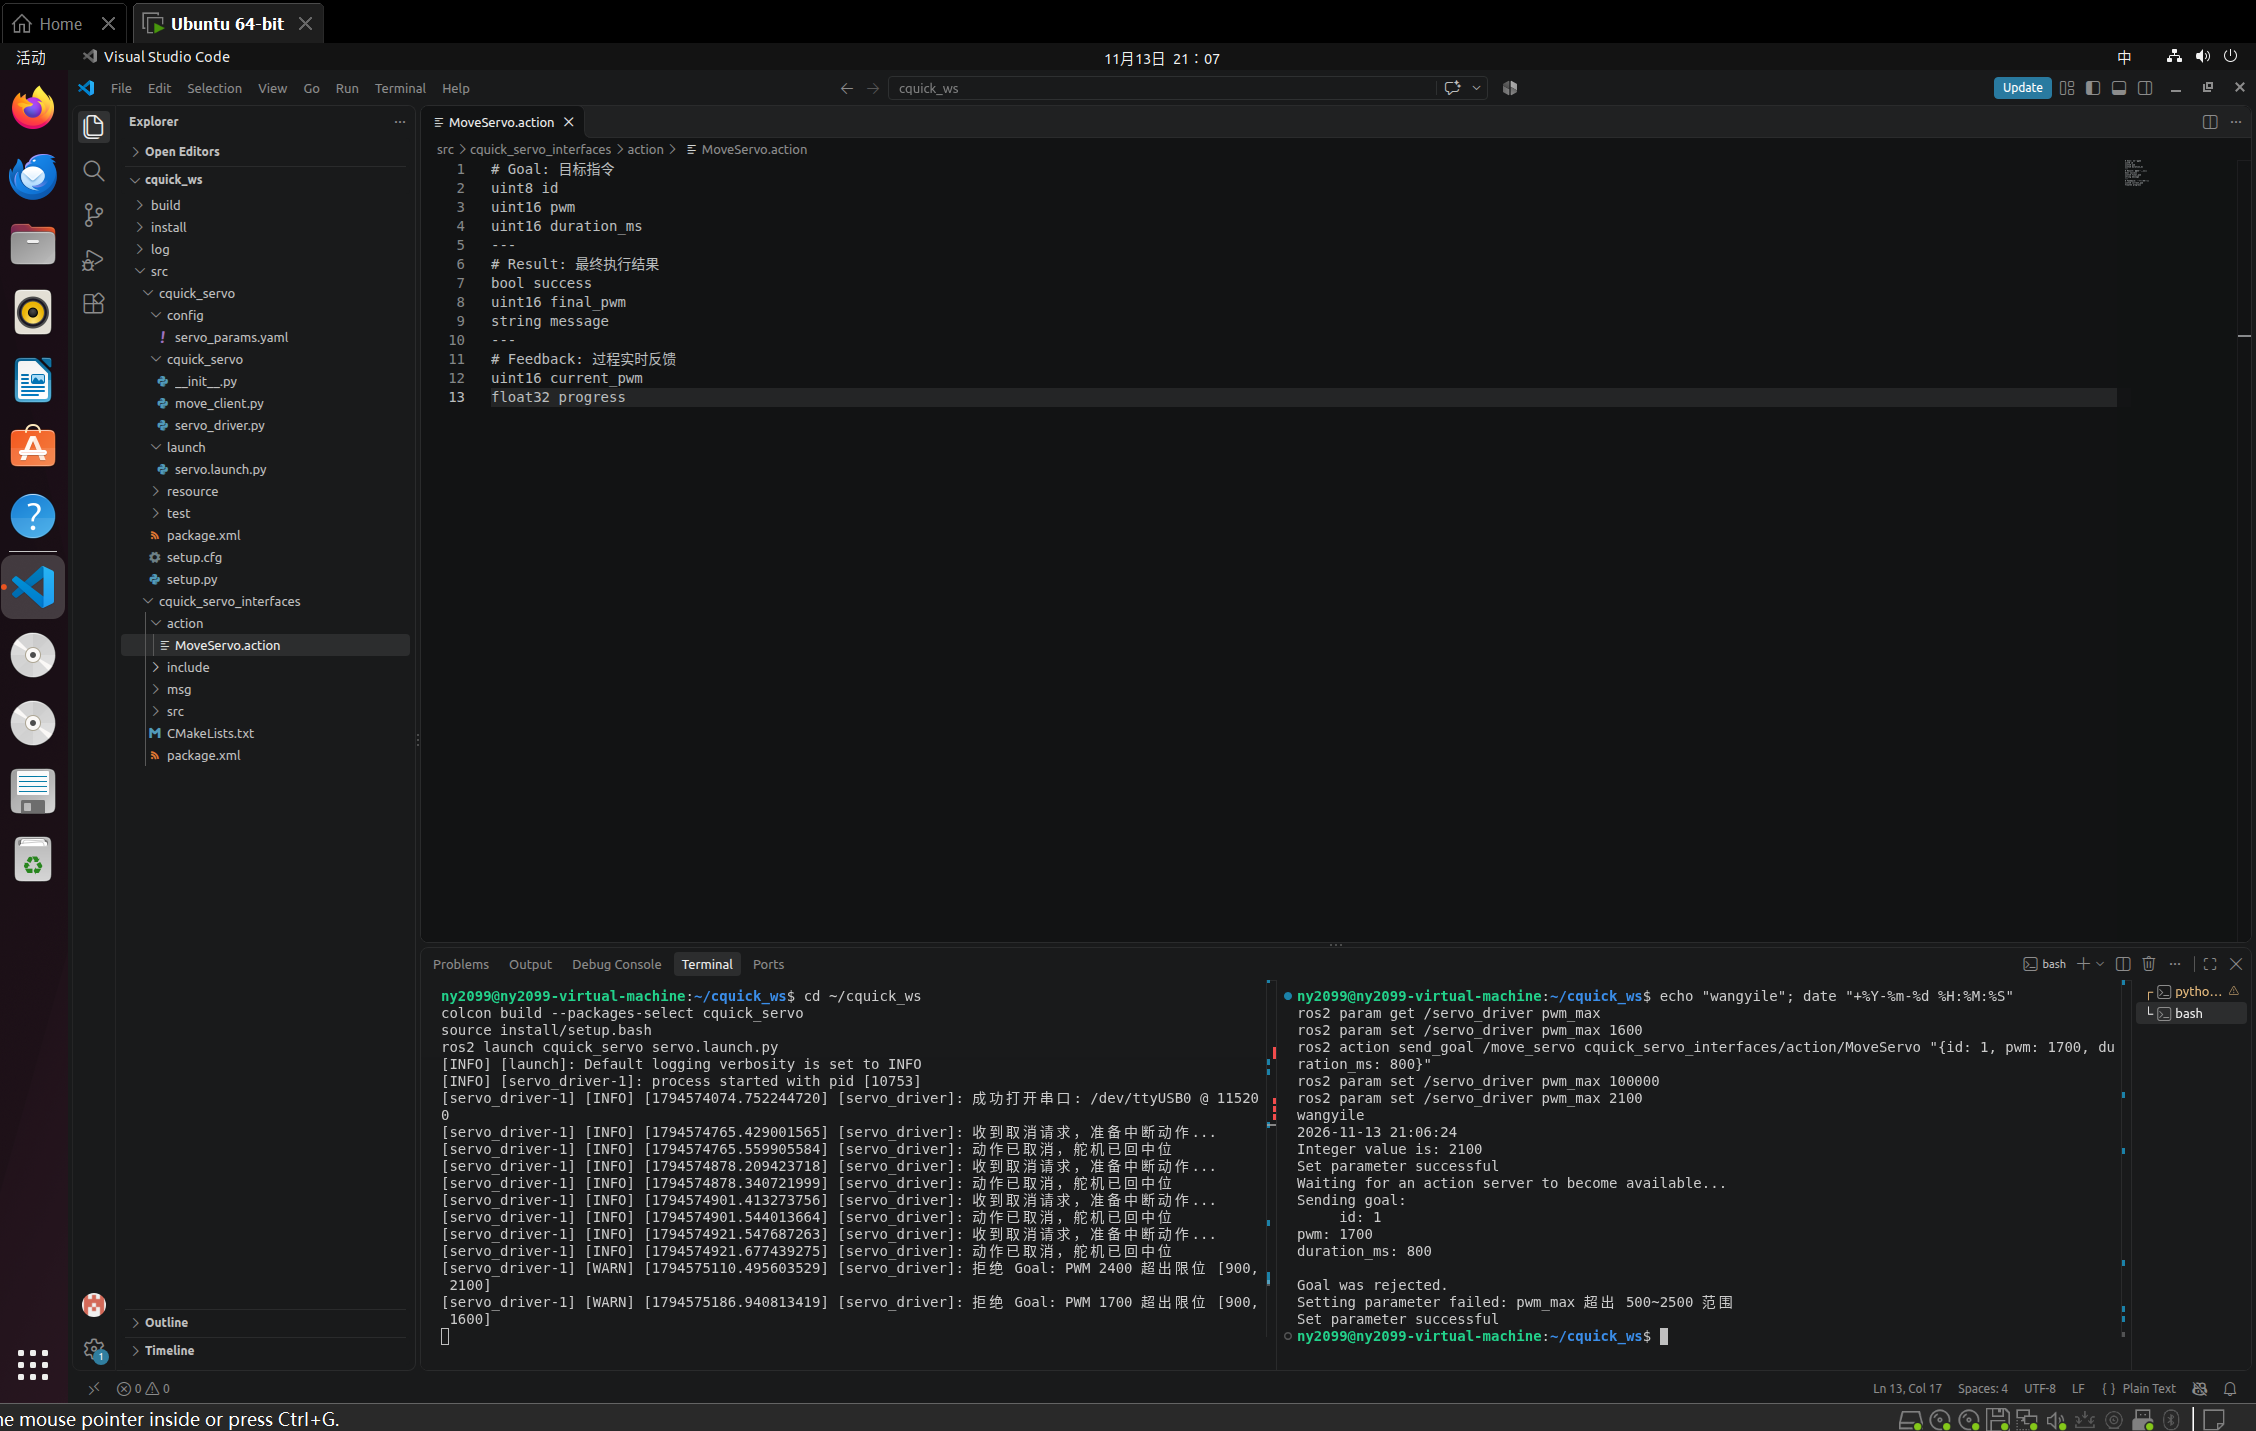 Home
Ubuntu 64-bit
活动
Visual Studio Code
11月13日 21：07
中
File Edit Selection View Go Run Terminal Help
cquick_ws
Update
Explorer
Open Editors
cquick_ws
build
install
log
src
cquick_servo
config
servo_params.yaml
cquick_servo
__init__.py
move_client.py
servo_driver.py
launch
servo.launch.py
resource
test
package.xml
setup.cfg
setup.py
cquick_servo_interfaces
action
MoveServo.action
include
msg
src
CMakeLists.txt
package.xml
Outline
Timeline
MoveServo.action
src > cquick_servo_interfaces > action > MoveServo.action
1 # Goal: 目标指令
2 uint8 id
3 uint16 pwm
4 uint16 duration_ms
5 ---
6 # Result: 最终执行结果
7 bool success
8 uint16 final_pwm
9 string message
10 ---
11 # Feedback: 过程实时反馈
12 uint16 current_pwm
13 float32 progress
Problems Output Debug Console Terminal Ports
bash
ny2099@ny2099-virtual-machine:~/cquick_ws$ cd ~/cquick_ws
colcon build --packages-select cquick_servo
source install/setup.bash
ros2 launch cquick_servo servo.launch.py
[INFO] [launch]: Default logging verbosity is set to INFO
[INFO] [servo_driver-1]: process started with pid [10753]
[servo_driver-1] [INFO] [1794574074.752244720] [servo_driver]: 成功打开串口: /dev/ttyUSB0 @ 11520
0
[servo_driver-1] [INFO] [1794574765.429001565] [servo_driver]: 收到取消请求，准备中断动作...
[servo_driver-1] [INFO] [1794574765.559905584] [servo_driver]: 动作已取消，舵机已回中位
[servo_driver-1] [INFO] [1794574878.209423718] [servo_driver]: 收到取消请求，准备中断动作...
[servo_driver-1] [INFO] [1794574878.340721999] [servo_driver]: 动作已取消，舵机已回中位
[servo_driver-1] [INFO] [1794574901.413273756] [servo_driver]: 收到取消请求，准备中断动作...
[servo_driver-1] [INFO] [1794574901.544013664] [servo_driver]: 动作已取消，舵机已回中位
[servo_driver-1] [INFO] [1794574921.547687263] [servo_driver]: 收到取消请求，准备中断动作...
[servo_driver-1] [INFO] [1794574921.677439275] [servo_driver]: 动作已取消，舵机已回中位
[servo_driver-1] [WARN] [1794575110.495603529] [servo_driver]: 拒绝 Goal: PWM 2400 超出限位 [900,
2100]
[servo_driver-1] [WARN] [1794575186.940813419] [servo_driver]: 拒绝 Goal: PWM 1700 超出限位 [900,
1600]
ny2099@ny2099-virtual-machine:~/cquick_ws$ echo "wangyile"; date "+%Y-%m-%d %H:%M:%S"
ros2 param get /servo_driver pwm_max
ros2 param set /servo_driver pwm_max 1600
ros2 action send_goal /move_servo cquick_servo_interfaces/action/MoveServo "{id: 1, pwm: 1700, du
ration_ms: 800}"
ros2 param set /servo_driver pwm_max 100000
ros2 param set /servo_driver pwm_max 2100
wangyile
2026-11-13 21:06:24
Integer value is: 2100
Set parameter successful
Waiting for an action server to become available...
Sending goal:
id: 1
pwm: 1700
duration_ms: 800
Goal was rejected.
Setting parameter failed: pwm_max 超出 500~2500 范围
Set parameter successful
ny2099@ny2099-virtual-machine:~/cquick_ws$
pytho...
bash
1
0 0
Ln 13, Col 17 Spaces: 4 UTF-8 LF {} Plain Text
he mouse pointer inside or press Ctrl+G.